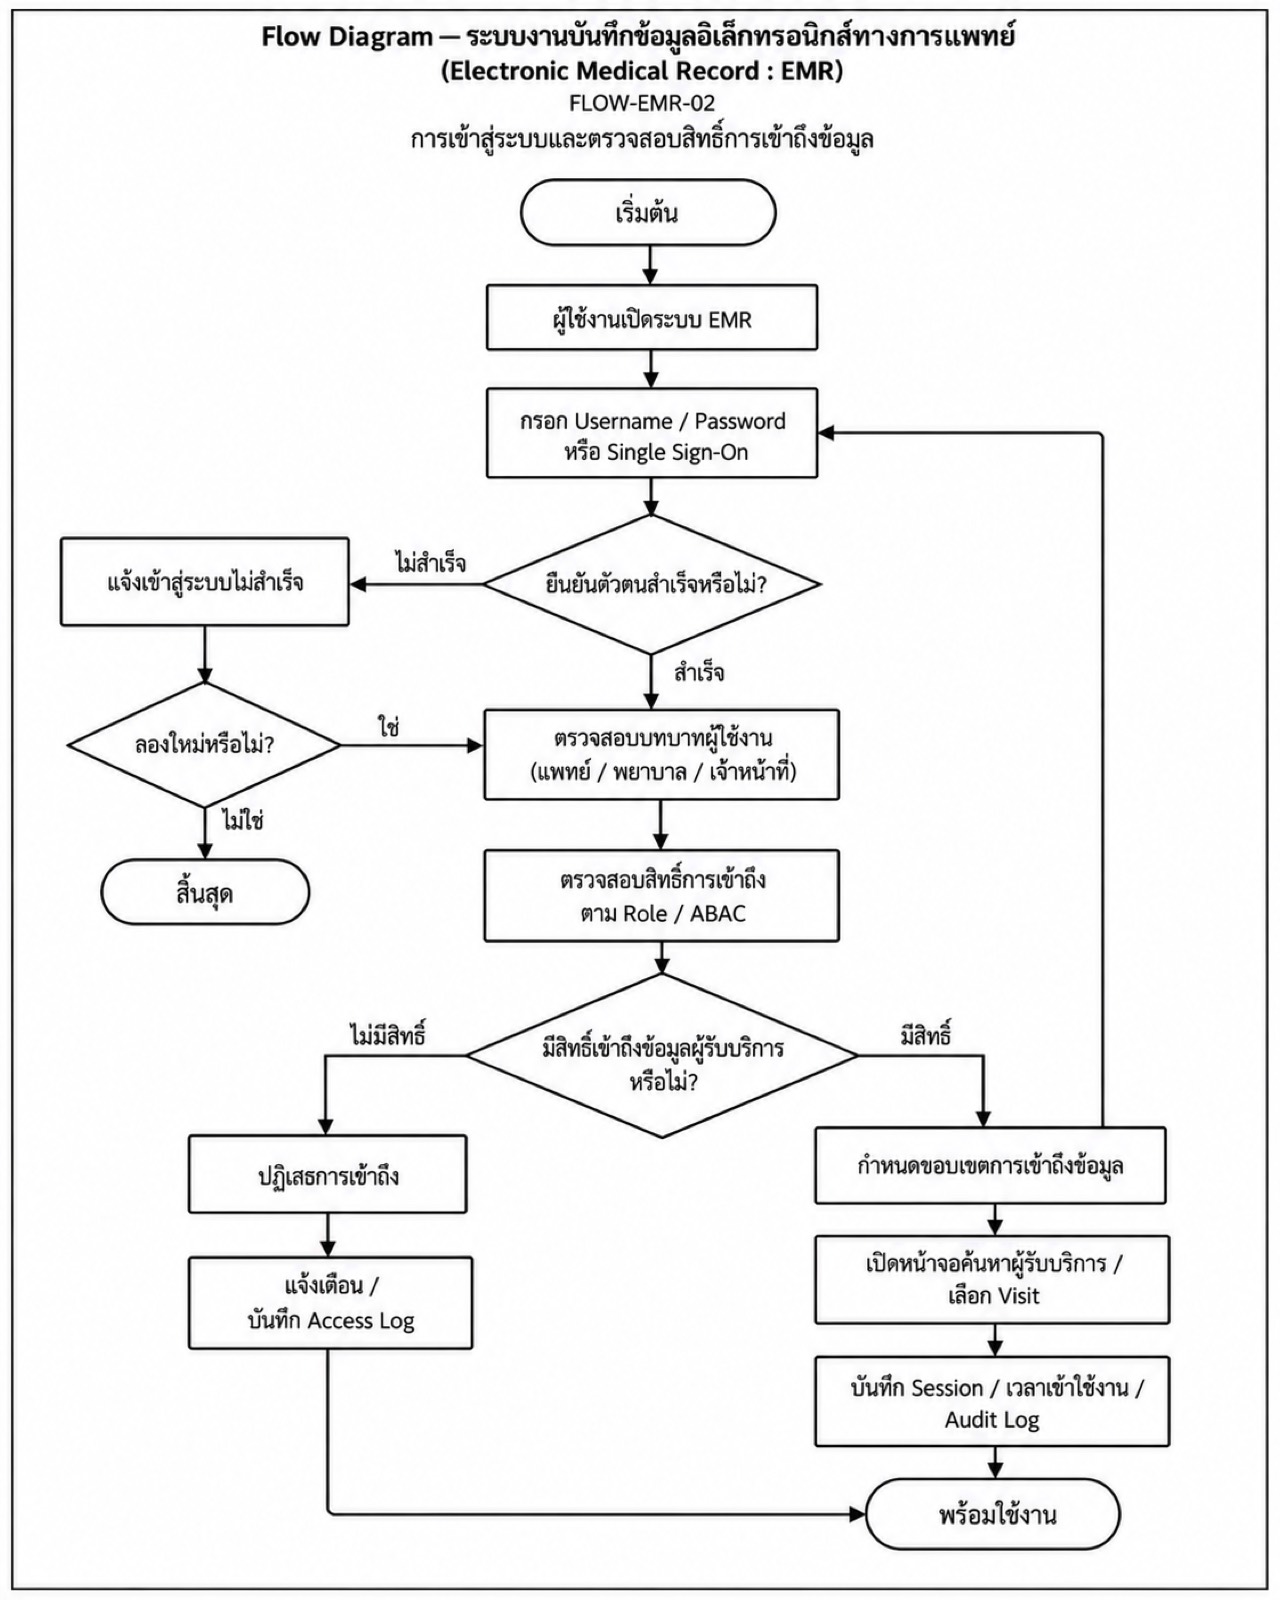 Flow Diagram — ระบบงานบันทึกข้อมูลอิเล็กทรอนิกส์ทางการแพทย์
(Electronic Medical Record : EMR)
FLOW-EMR-02
การเข้าสู่ระบบและตรวจสอบสิทธิ์การเข้าถึงข้อมูล
เริ่มต้น
ผู้ใช้งานเปิดระบบ EMR
กรอก Username / Password
หรือ Single Sign-On
ยืนยันตัวตนสำเร็จหรือไม่?
ไม่สำเร็จ
แจ้งเข้าสู่ระบบไม่สำเร็จ
สำเร็จ
ลองใหม่หรือไม่?
ใช่
ไม่ใช่
สิ้นสุด
ตรวจสอบบทบาทผู้ใช้งาน
(แพทย์ / พยาบาล / เจ้าหน้าที่)
ตรวจสอบสิทธิ์การเข้าถึง
ตาม Role / ABAC
มีสิทธิ์เข้าถึงข้อมูลผู้รับบริการ
หรือไม่?
ไม่มีสิทธิ์
มีสิทธิ์
ปฏิเสธการเข้าถึง
แจ้งเตือน /
บันทึก Access Log
กำหนดขอบเขตการเข้าถึงข้อมูล
เปิดหน้าจอค้นหาผู้รับบริการ /
เลือก Visit
บันทึก Session / เวลาเข้าใช้งาน /
Audit Log
พร้อมใช้งาน